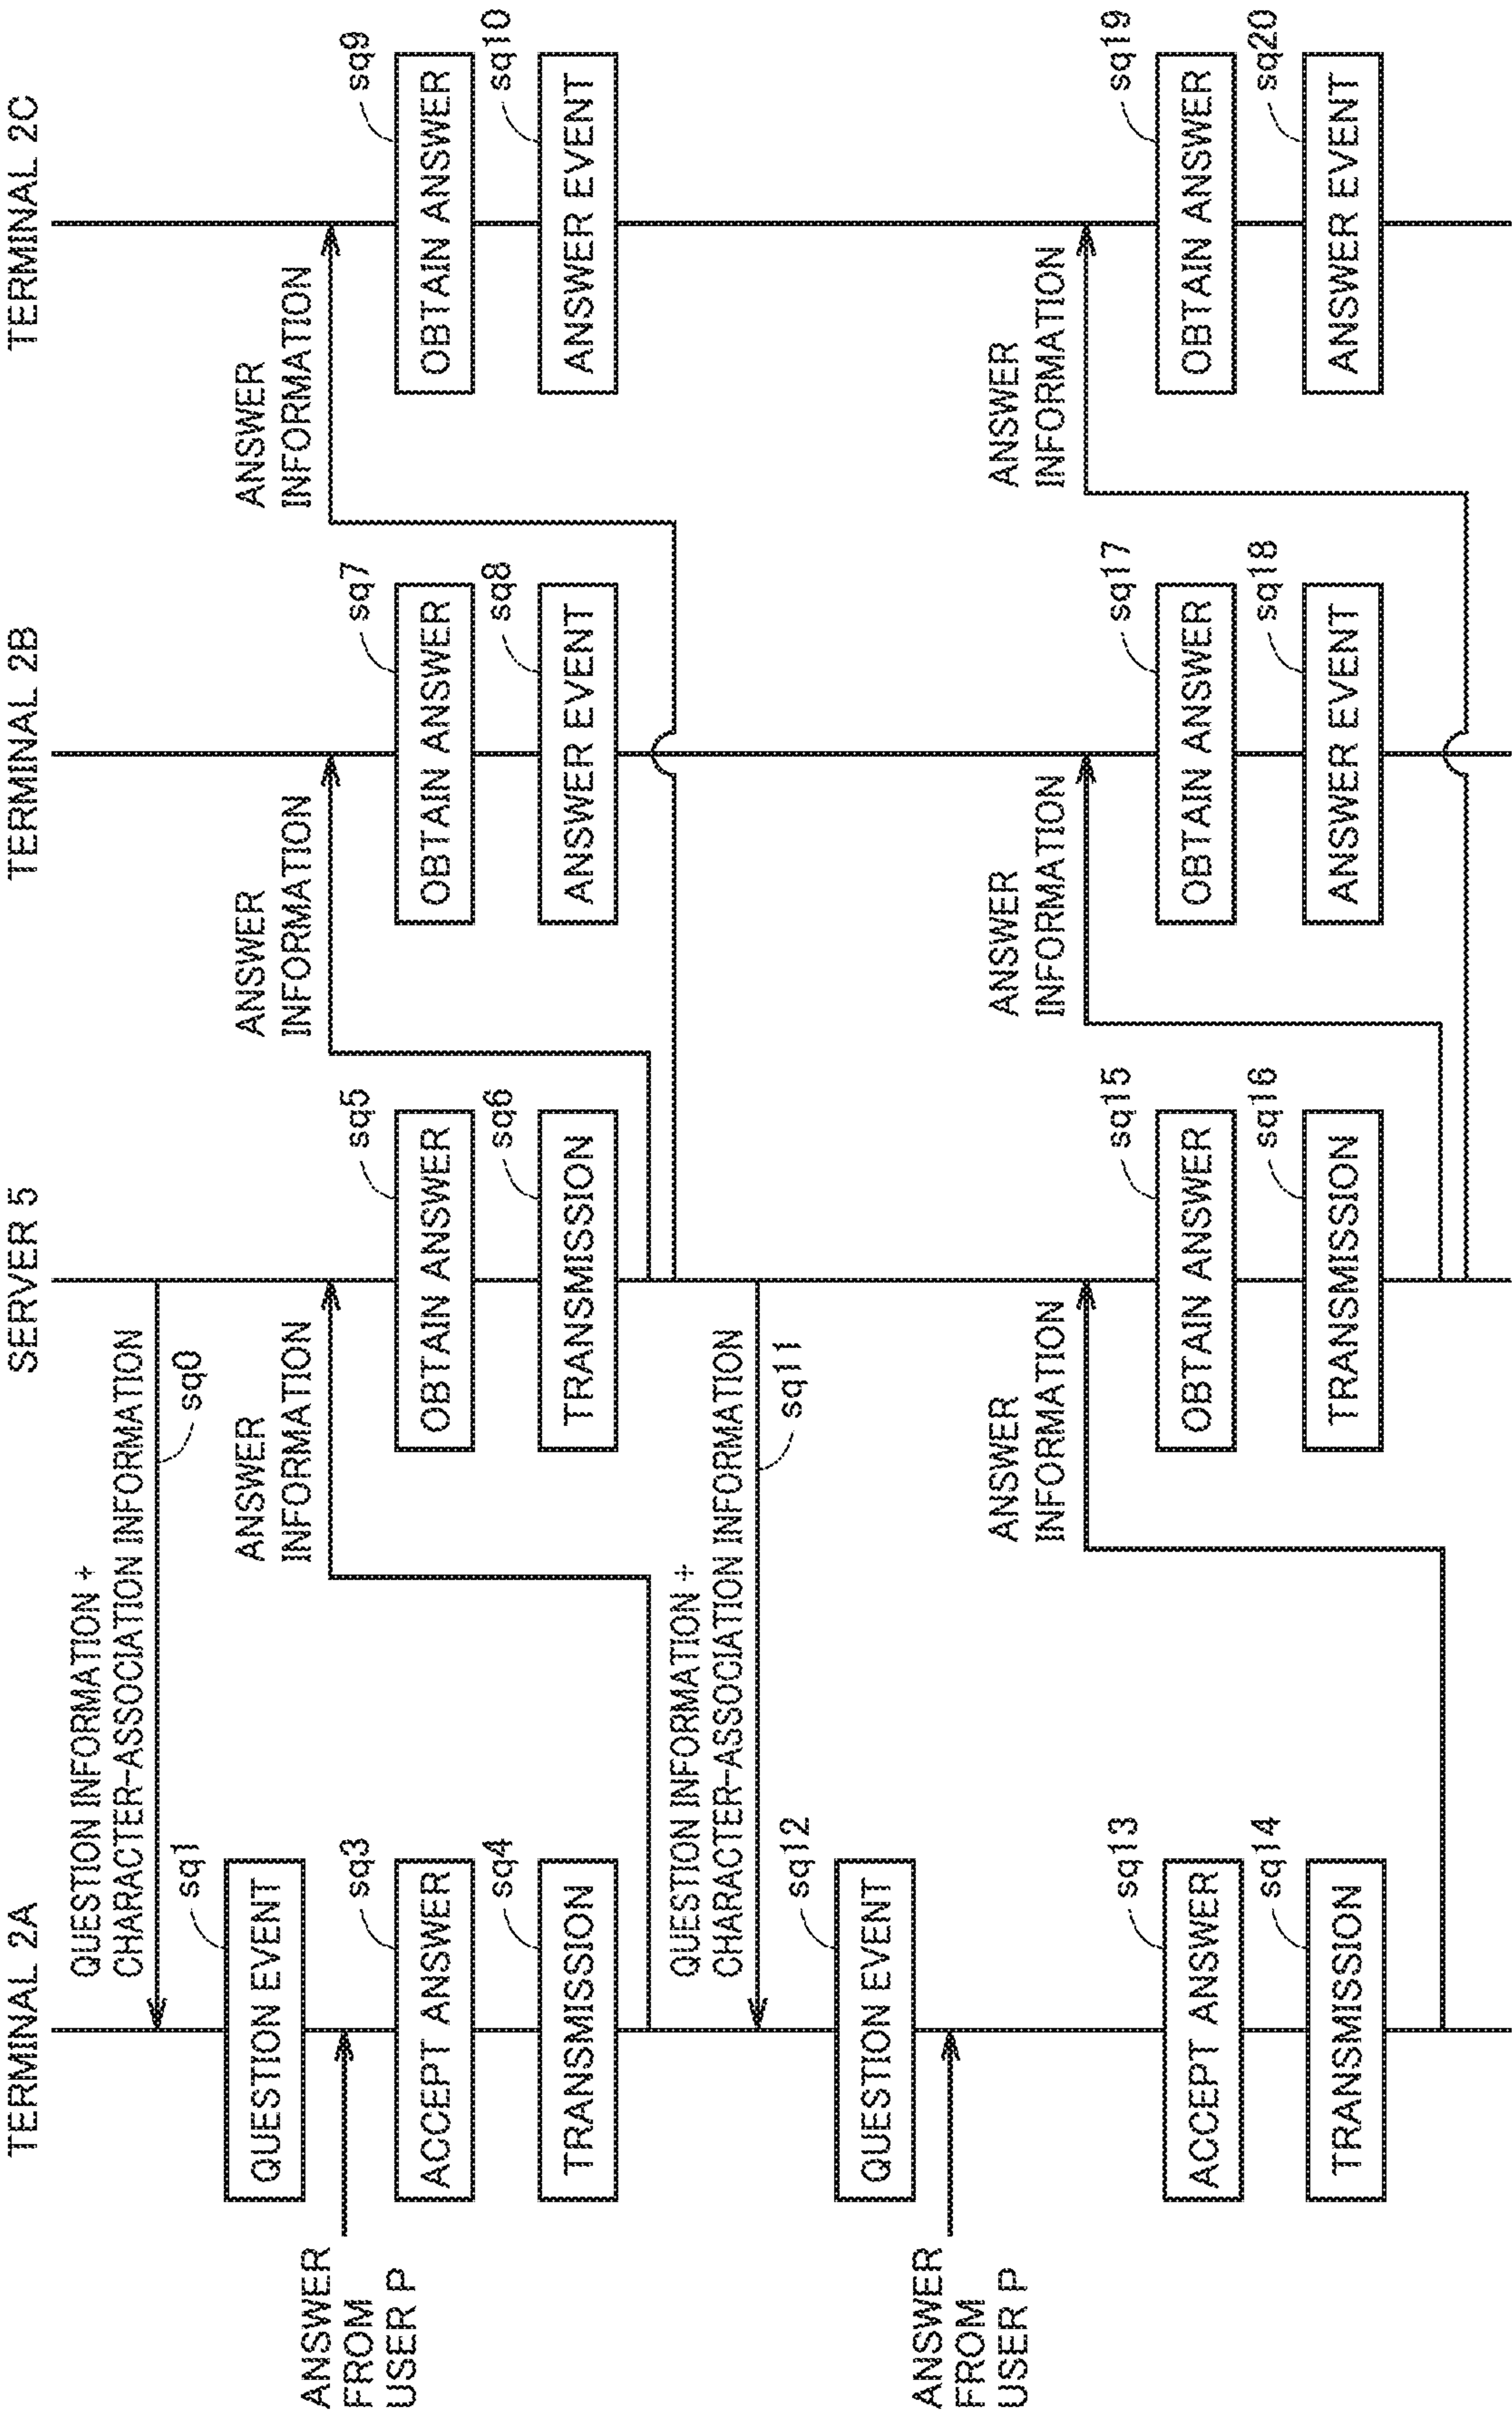 TERMINAL 2A
SERVER 5
TERMINAL 2B
TERMINAL 2C
QUESTION INFORMATION +
CHARACTER-ASSOCIATION INFORMATION
sq0
sq1
QUESTION EVENT
ANSWER
FROM
USER P
ANSWER
INFORMATION
ANSWER
INFORMATION
ANSWER
INFORMATION
sq3
ACCEPT ANSWER
sq5
OBTAIN ANSWER
sq7
OBTAIN ANSWER
sq9
OBTAIN ANSWER
sq4
TRANSMISSION
sq6
TRANSMISSION
sq8
ANSWER EVENT
sq10
ANSWER EVENT
QUESTION INFORMATION +
CHARACTER-ASSOCIATION INFORMATION
sq11
sq12
QUESTION EVENT
ANSWER
FROM
USER P
ANSWER
INFORMATION
ANSWER
INFORMATION
ANSWER
INFORMATION
sq13
ACCEPT ANSWER
sq15
OBTAIN ANSWER
sq17
OBTAIN ANSWER
sq19
OBTAIN ANSWER
sq14
TRANSMISSION
sq16
TRANSMISSION
sq18
ANSWER EVENT
sq20
ANSWER EVENT